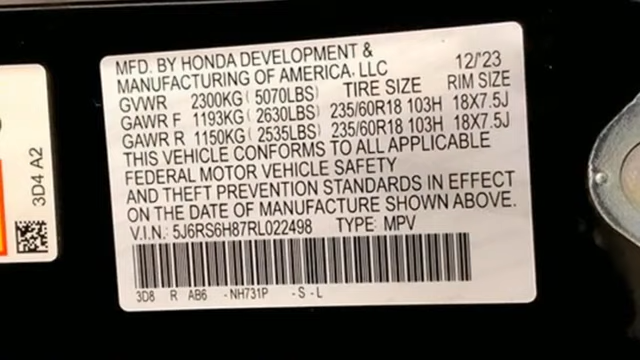 MFD. BY HONDA DEVELOPMENT &
MANUFACTURING OF AMERICA, LLC 12/'23
GVWR 2300KG ( 5070LBS) TIRE SIZE RIM SIZE
GAWR F 1193KG ( 2630LBS) 235/60R18 103H 18X7.5J
GAWR R 1150KG ( 2535LBS) 235/60R18 103H 18X7.5J
THIS VEHICLE CONFORMS TO ALL APPLICABLE
FEDERAL MOTOR VEHICLE SAFETY
AND THEFT PREVENTION STANDARDS IN EFFECT
ON THE DATE OF MANUFACTURE SHOWN ABOVE.
V.I.N.: 5J6RS6H87RL022498 TYPE: MPV
3D8 R AB6 -NH731P -S-L
3D4 A2